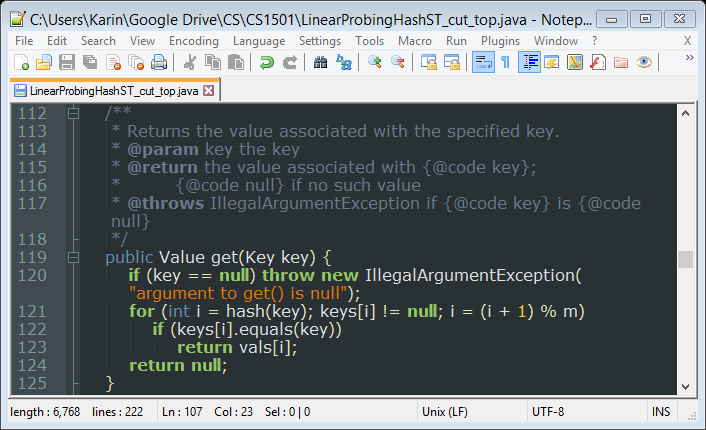 C:\Users\Karin\Google Drive\CS\CS1501\LinearProbingHashST_cut_top.java - Notep...
File Edit Search View Encoding Language Settings Tools Macro Run Plugins Window ? X
LinearProbingHashST_cut_top.java
112 /**
113 * Returns the value associated with the specified key.
114 * @param key the key
115 * @return the value associated with {@code key};
116 * {@code null} if no such value
117 * @throws IllegalArgumentException if {@code key} is {@code
null}
118 */
119 public Value get(Key key) {
120 if (key == null) throw new IllegalArgumentException(
"argument to get() is null");
121 for (int i = hash(key); keys[i] != null; i = (i + 1) % m)
122 if (keys[i].equals(key))
123 return vals[i];
124 return null;
125 }
length : 6,768 lines : 222 Ln : 107 Col : 23 Sel : 0 | 0 Unix (LF) UTF-8 INS